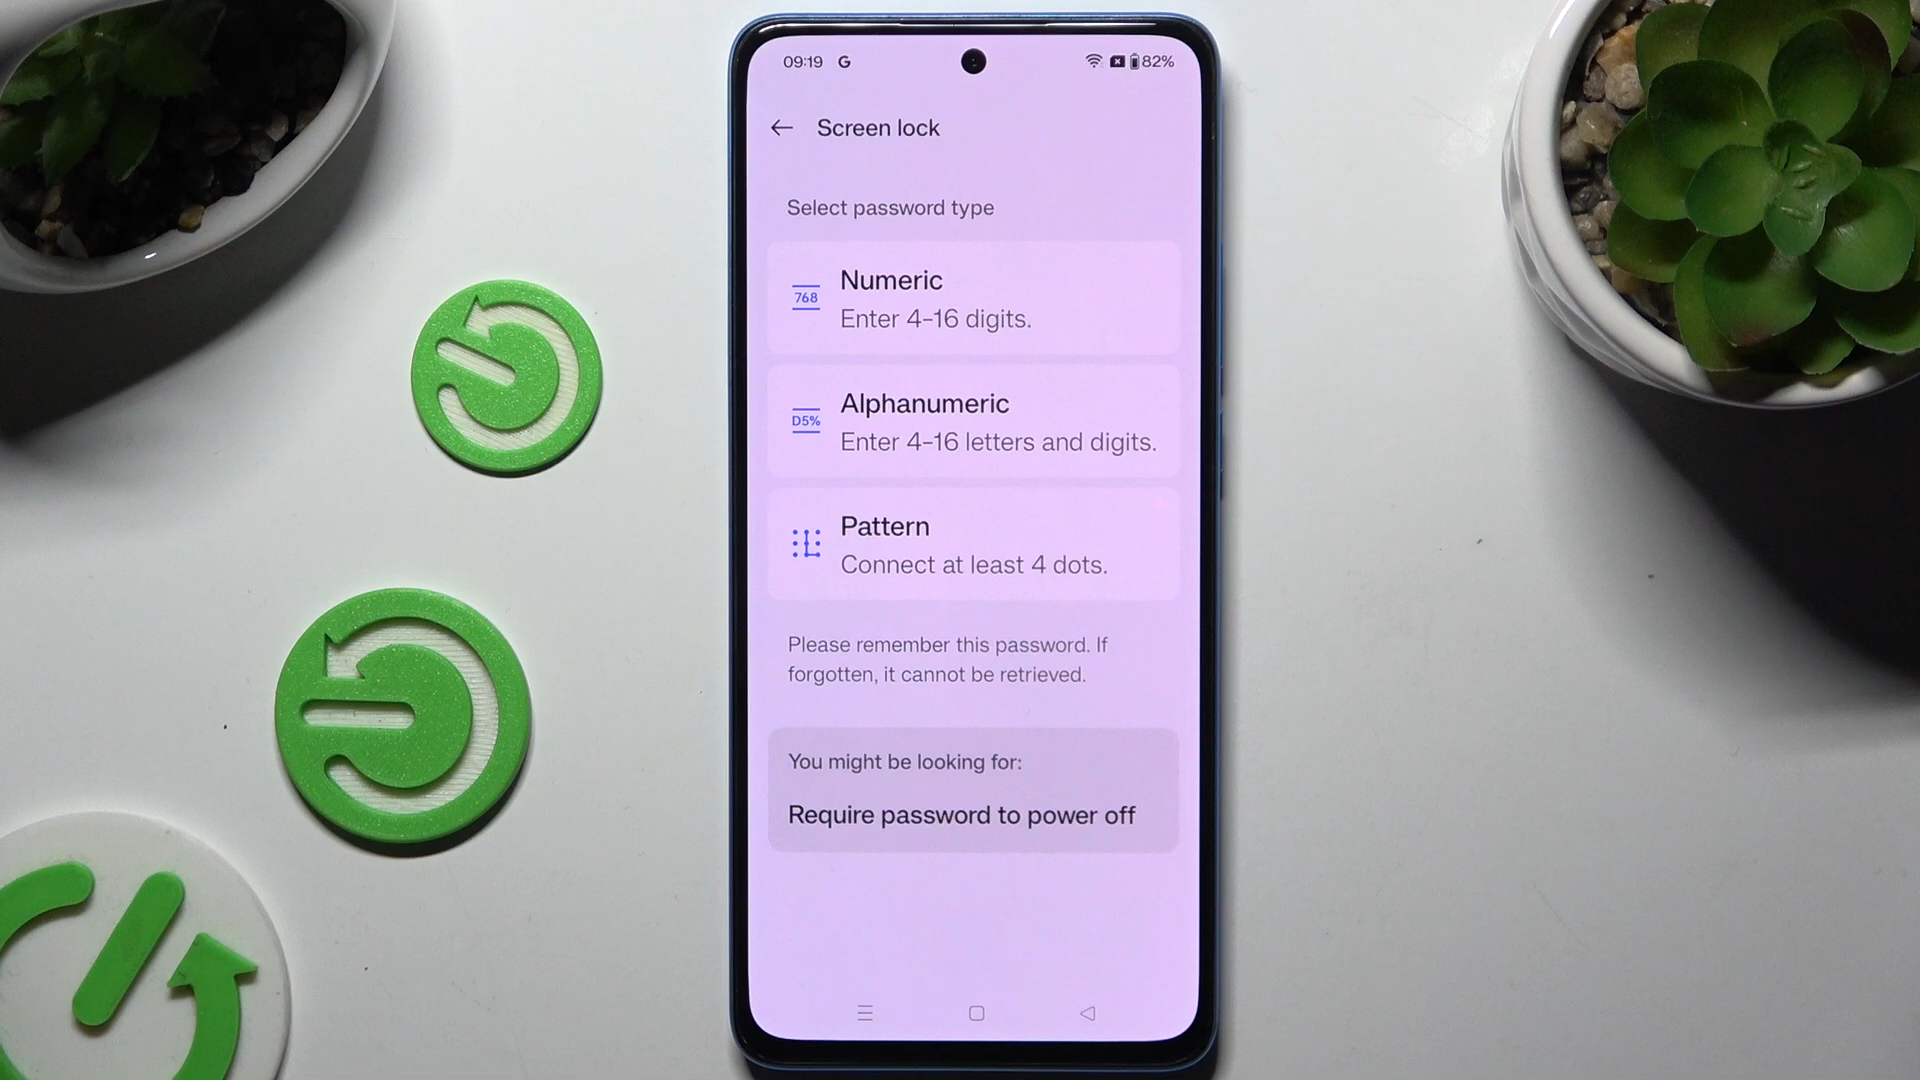 09:19 G 82%
Screen lock
Select password type
768
Numeric
Enter 4-16 digits.
D5%
Alphanumeric
Enter 4-16 letters and digits.
Pattern
Connect at least 4 dots.
Please remember this password. If
forgotten, it cannot be retrieved.
You might be looking for:
Require password to power off